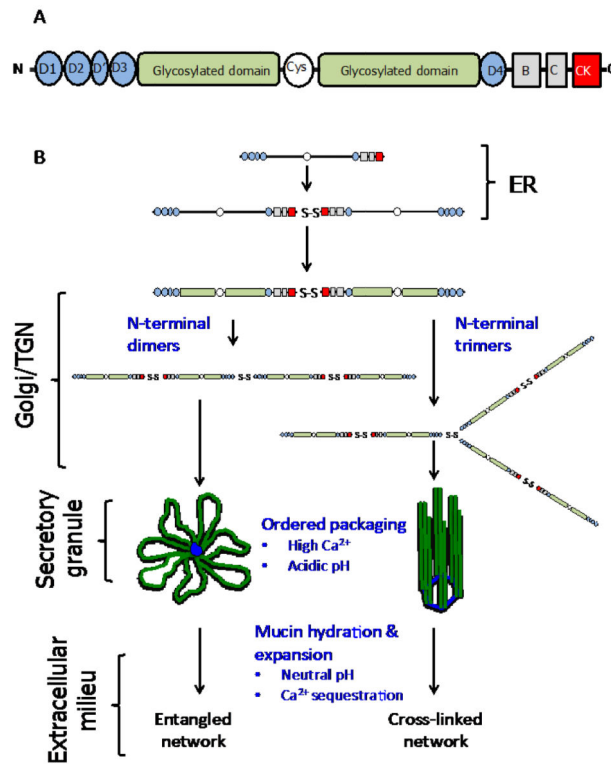 A
N D1 D2 D' D3 Glycosylated domain Cys Glycosylated domain D4 B C CK C
B
ER
S-S
S-S
Golgi/TGN
N-terminal
dimers
N-terminal
trimers
S-S S-S S-S
S-S
S-S S-S
S-S
Secretory
granule
Ordered packaging
• High Ca²⁺
• Acidic pH
Mucin hydration &
expansion
• Neutral pH
• Ca²⁺ sequestration
Extracellular
milieu
Entangled
network
Cross-linked
network